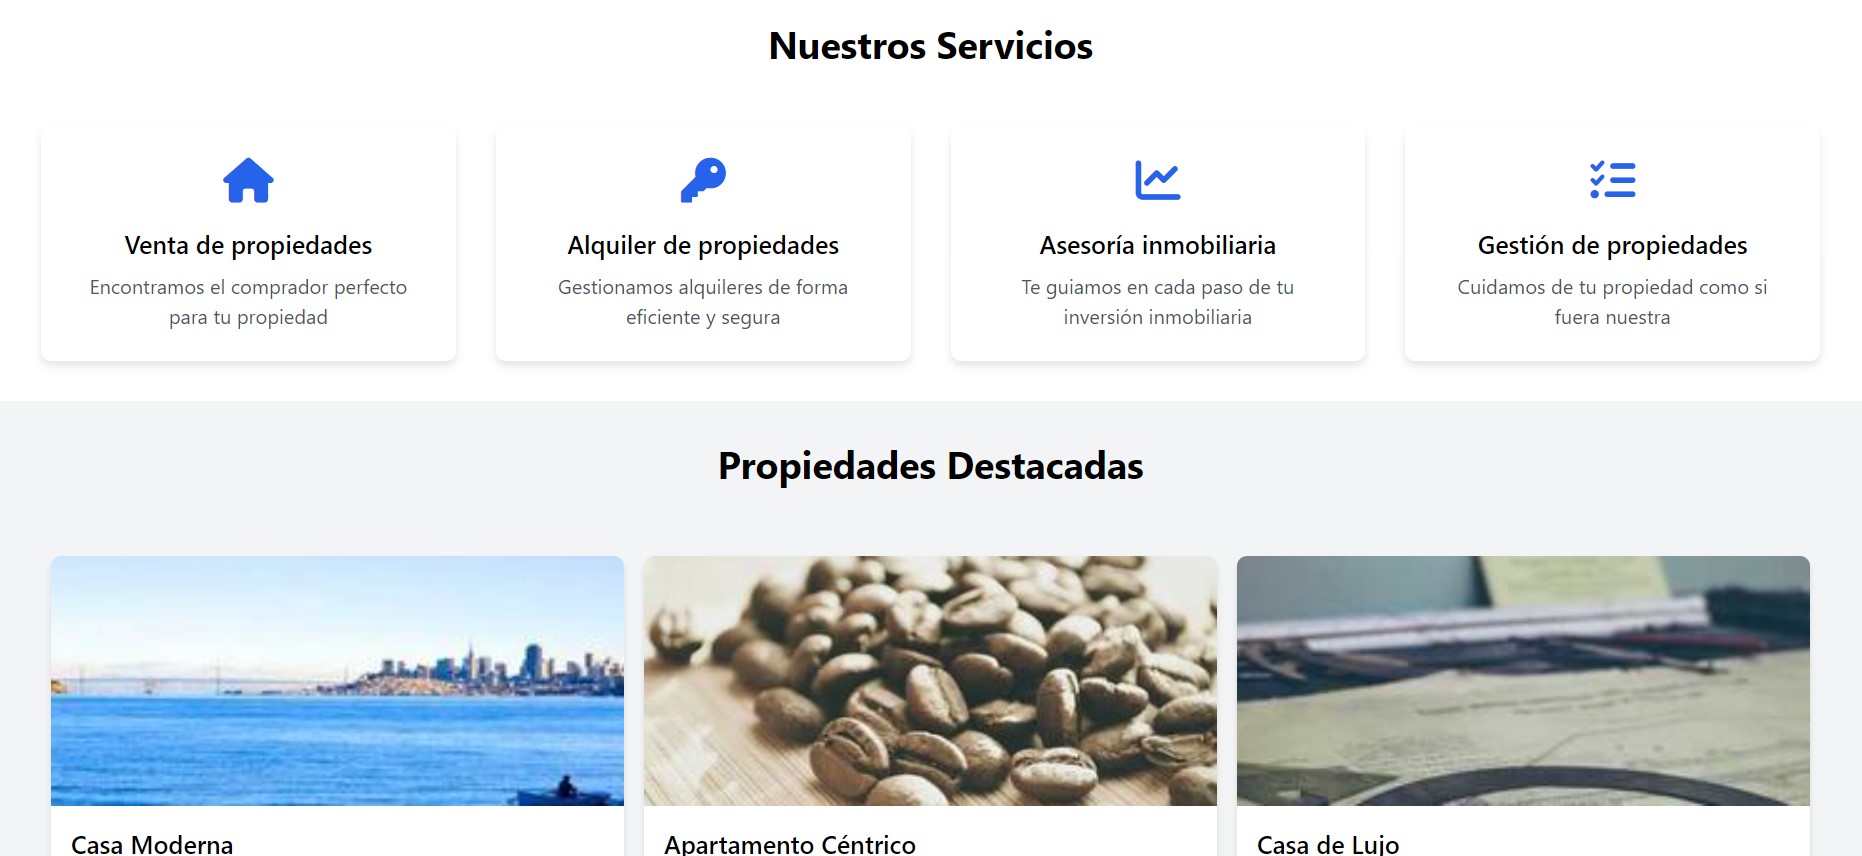 Nuestros Servicios
Venta de propiedades
Encontramos el comprador perfecto
para tu propiedad
Alquiler de propiedades
Gestionamos alquileres de forma
eficiente y segura
Asesoría inmobiliaria
Te guiamos en cada paso de tu
inversión inmobiliaria
Gestión de propiedades
Cuidamos de tu propiedad como si
fuera nuestra
Propiedades Destacadas
Casa Moderna
Apartamento Céntrico
Casa de Lujo